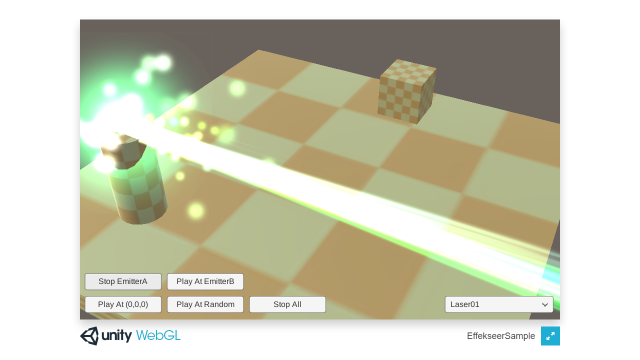 Stop EmitterA
Play At EmitterB
Play At (0,0,0)
Play At Random
Stop All
Laser01
unity WebGL
EffekseerSample